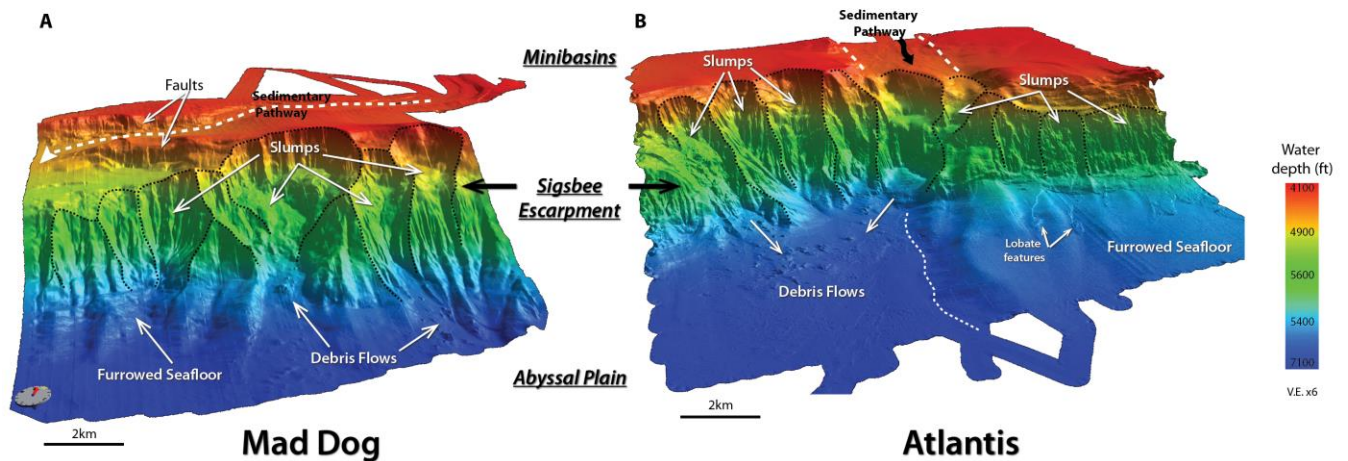 A
Faults
Sedimentary
Pathway
Slumps
Furrowed Seafloor
Debris Flows
2km
Mad Dog
Minibasins
Sigsbee
Escarpment
Abyssal Plain
B
Sedimentary
Pathway
Slumps
Slumps
Debris Flows
Lobate
features
Furrowed Seafloor
2km
Atlantis
Water
depth (ft)
4100
4900
5600
5400
7100
V.E. x6